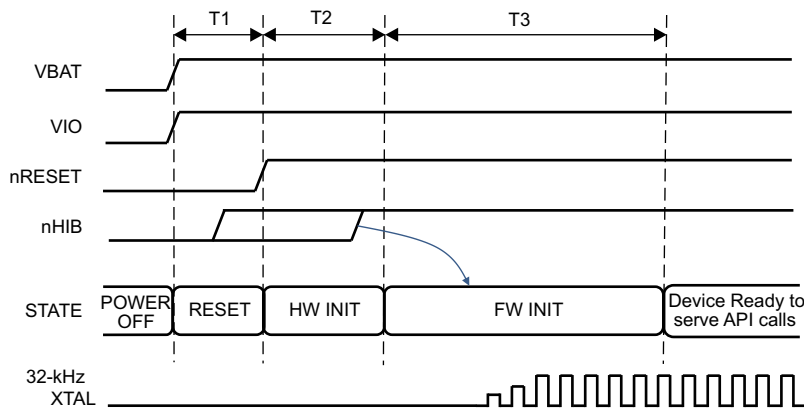 T1 T2 T3
VBAT
VIO
nRESET
nHIB
STATE
POWER
OFF
RESET
HW INIT
FW INIT
Device Ready to
serve API calls
32-kHz
XTAL